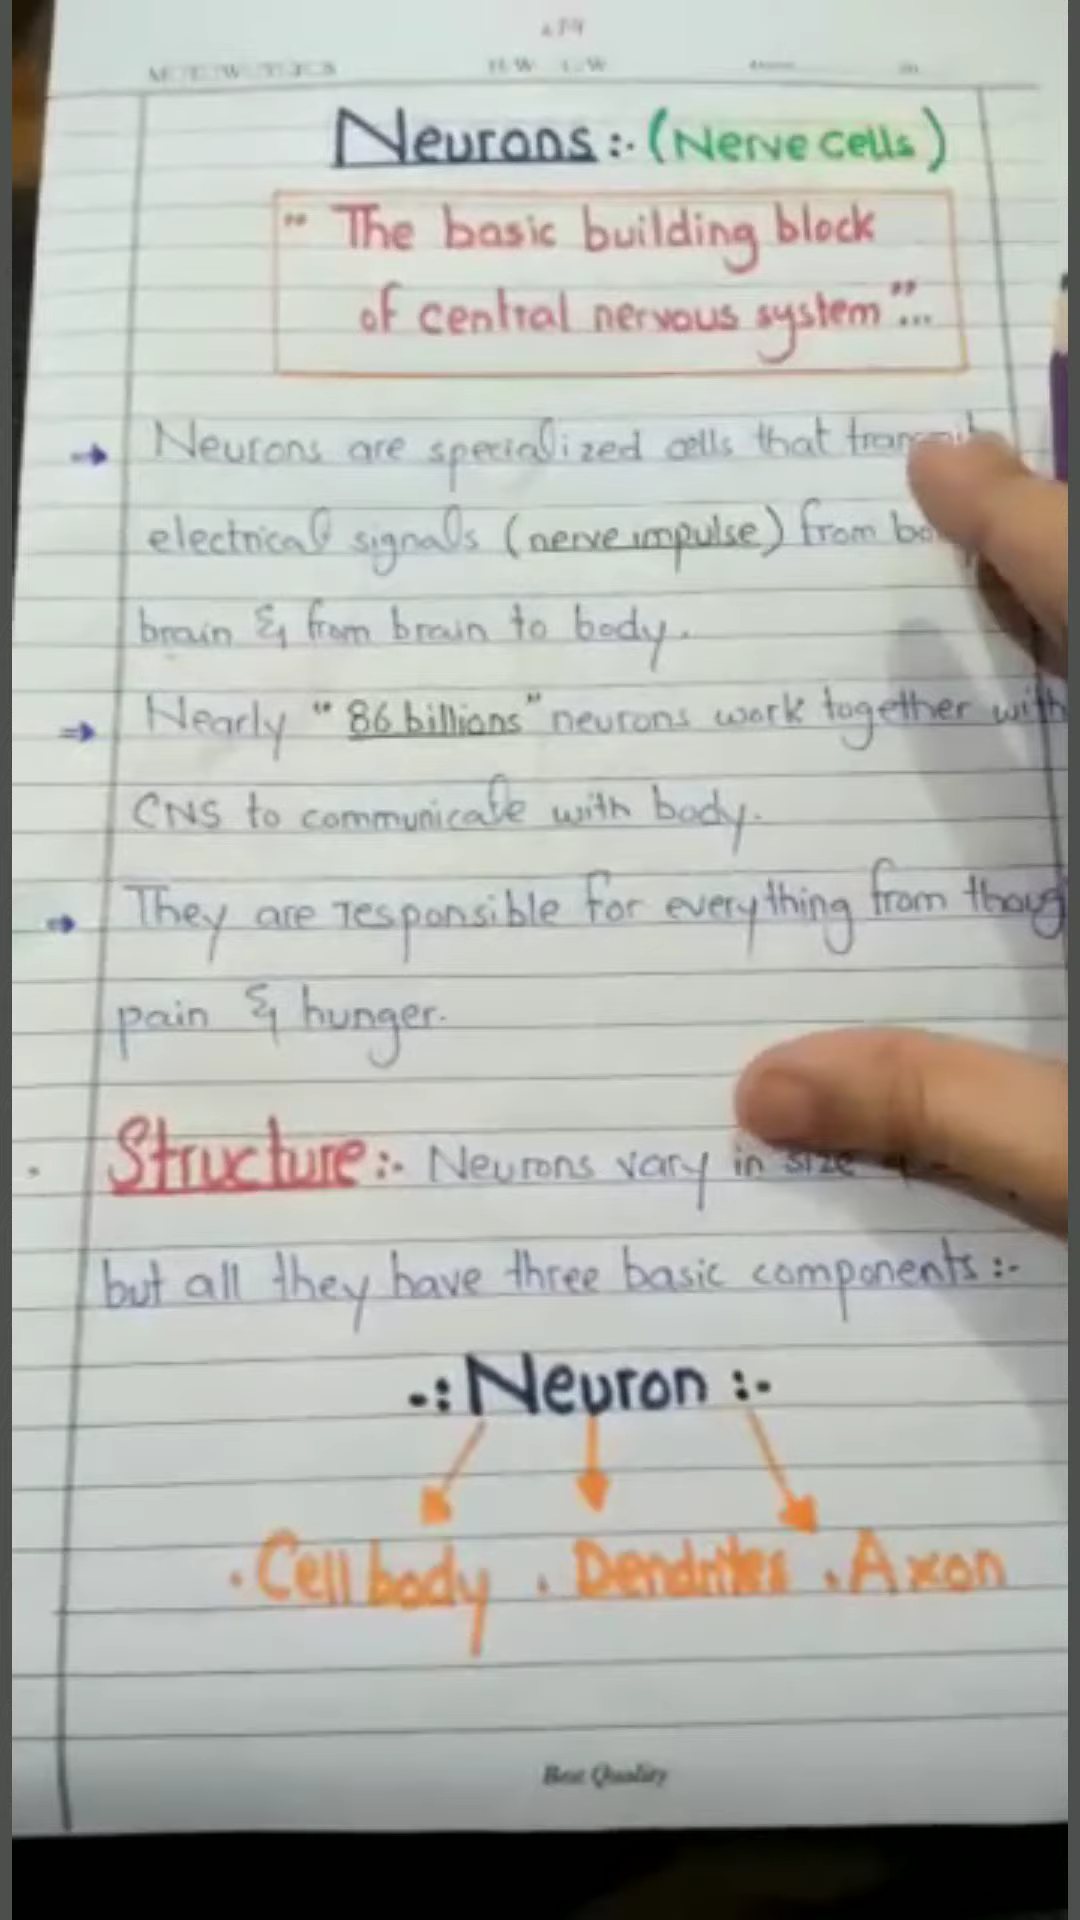 Neurons :- (Nerve cells)
" The basic building block
of central nervous system"...
→ Neurons are specialized cells that
electrical signals (nerve impulse) from
brain & from brain to body.
⇒ Nearly "86 billions" neurons work together with
CNS to communicate with body.
→ They are responsible for everything from
pain & hunger.
Structure :- Neurons vary in size
but all they have three basic components :-
-: Neuron :-
. Cell body . Dendrites . Axon
Best Quality